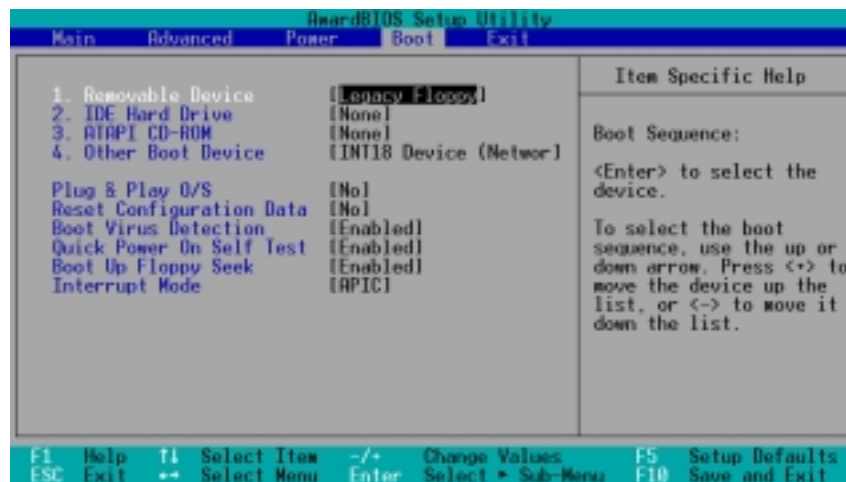 AwardBIOS Setup Utility
Main Advanced Power Boot Exit
1. Removable Device [Legacy Floppy]
2. IDE Hard Drive [None]
3. ATAPI CD-ROM [None]
4. Other Boot Device [INT18 Device (Networ]
Plug & Play O/S [No]
Reset Configuration Data [No]
Boot Virus Detection [Enabled]
Quick Power On Self Test [Enabled]
Boot Up Floppy Seek [Enabled]
Interrupt Mode [APIC]
Item Specific Help
Boot Sequence:
<Enter> to select the
device.
To select the boot
sequence, use the up or
down arrow. Press <+> to
move the device up the
list, or <-> to move it
down the list.
F1 Help ↑↓ Select Item -/+ Change Values F5 Setup Defaults
ESC Exit ←→ Select Menu Enter Select ► Sub-Menu F10 Save and Exit